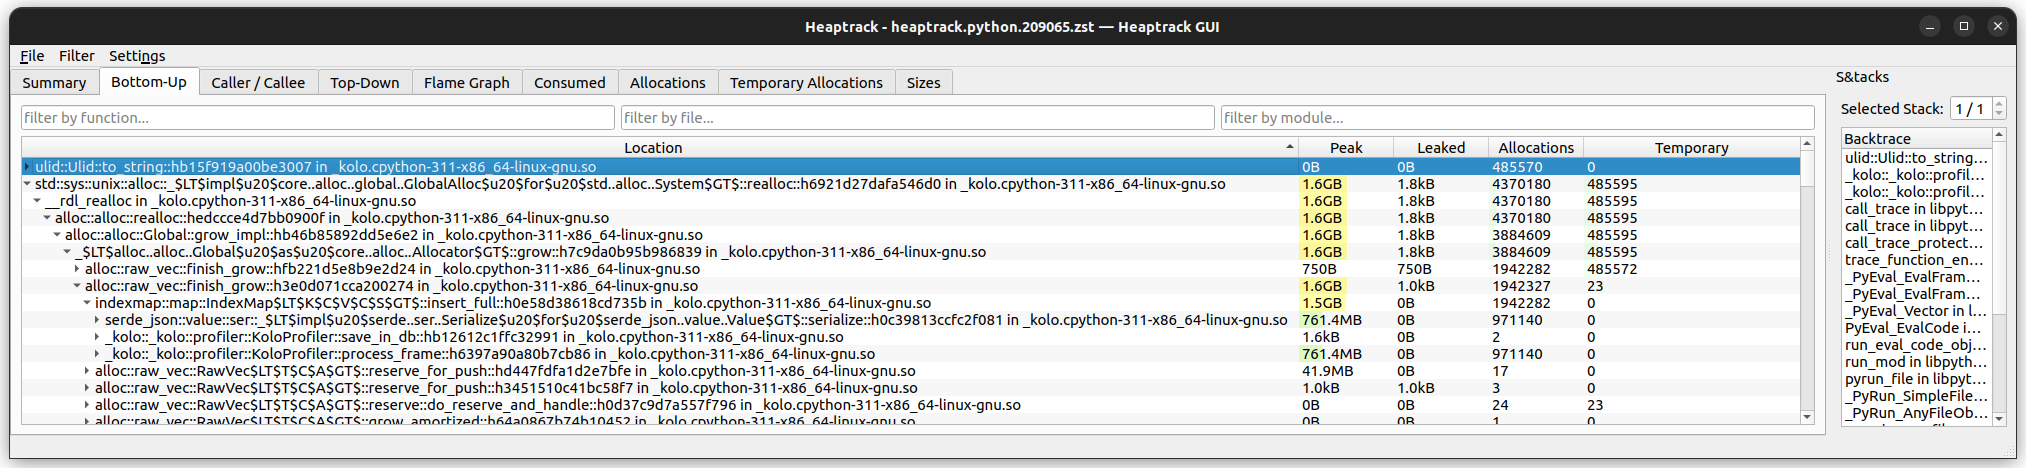 Heaptrack - heaptrack.python.209065.zst — Heaptrack GUI
File Filter Settings
Summary Bottom-Up Caller / Callee Top-Down Flame Graph Consumed Allocations Temporary Allocations Sizes
S&tacks
Selected Stack: 1 / 1
filter by function... filter by file... filter by module...
Location Peak Leaked Allocations Temporary
ulid::Ulid::to_string::hb15f919a00be3007 in _kolo.cpython-311-x86_64-linux-gnu.so 0B 0B 485570 0
std::sys::unix::alloc::_$LT$impl$u20$core..alloc..global..GlobalAlloc$u20$for$u20$std..alloc..System$GT$::realloc::h6921d27dafa546d0 in _kolo.cpython-311-x86_64-linux-gnu.so 1.6GB 1.8kB 4370180 485595
__rdl_realloc in _kolo.cpython-311-x86_64-linux-gnu.so 1.6GB 1.8kB 4370180 485595
alloc::alloc::realloc::hedccce4d7bb0900f in _kolo.cpython-311-x86_64-linux-gnu.so 1.6GB 1.8kB 4370180 485595
alloc::alloc::Global::grow_impl::hb46b85892dd5e6e2 in _kolo.cpython-311-x86_64-linux-gnu.so 1.6GB 1.8kB 3884609 485595
_$LT$alloc..alloc..Global$u20$as$u20$core..alloc..Allocator$GT$::grow::h7c9da0b95b986839 in _kolo.cpython-311-x86_64-linux-gnu.so 1.6GB 1.8kB 3884609 485595
alloc::raw_vec::finish_grow::hfb221d5e8b9e2d24 in _kolo.cpython-311-x86_64-linux-gnu.so 750B 750B 1942282 485572
alloc::raw_vec::finish_grow::h3e0d071cca200274 in _kolo.cpython-311-x86_64-linux-gnu.so 1.6GB 1.0kB 1942327 23
indexmap::map::IndexMap$LT$K$C$V$C$S$GT$::insert_full::h0e58d38618cd735b in _kolo.cpython-311-x86_64-linux-gnu.so 1.5GB 0B 1942282 0
serde_json::value::ser::_$LT$impl$u20$serde..ser..Serialize$u20$for$u20$serde_json..value..Value$GT$::serialize::h0c39813ccfc2f081 in _kolo.cpython-311-x86_64-linux-gnu.so 761.4MB 0B 971140 0
_kolo::_kolo::profiler::KoloProfiler::save_in_db::hb12612c1ffc32991 in _kolo.cpython-311-x86_64-linux-gnu.so 1.6kB 0B 2 0
_kolo::_kolo::profiler::KoloProfiler::process_frame::h6397a90a80b7cb86 in _kolo.cpython-311-x86_64-linux-gnu.so 761.4MB 0B 971140 0
alloc::raw_vec::RawVec$LT$T$C$A$GT$::reserve_for_push::hd447fdfa1d2e7bfe in _kolo.cpython-311-x86_64-linux-gnu.so 41.9MB 0B 17 0
alloc::raw_vec::RawVec$LT$T$C$A$GT$::reserve_for_push::h3451510c41bc58f7 in _kolo.cpython-311-x86_64-linux-gnu.so 1.0kB 1.0kB 3 0
alloc::raw_vec::RawVec$LT$T$C$A$GT$::reserve::do_reserve_and_handle::h0d37c9d7a557f796 in _kolo.cpython-311-x86_64-linux-gnu.so 0B 0B 24 23
alloc::raw_vec::RawVec$LT$T$C$A$GT$::grow_amortized::h64a0867b74b10452 in _kolo.cpython-311-x86_64-linux-gnu.so 0B 0B 1 0
Backtrace
ulid::Ulid::to_string...
_kolo::_kolo::profil...
_kolo::_kolo::profil...
call_trace in libpyt...
call_trace in libpyt...
call_trace_protect...
trace_function_en...
_PyEval_EvalFram...
_PyEval_EvalFram...
_PyEval_Vector in l...
PyEval_EvalCode i...
run_eval_code_obj...
run_mod in libpyth...
pyrun_file in libpyt...
_PyRun_SimpleFile...
_PyRun_AnyFileOb...